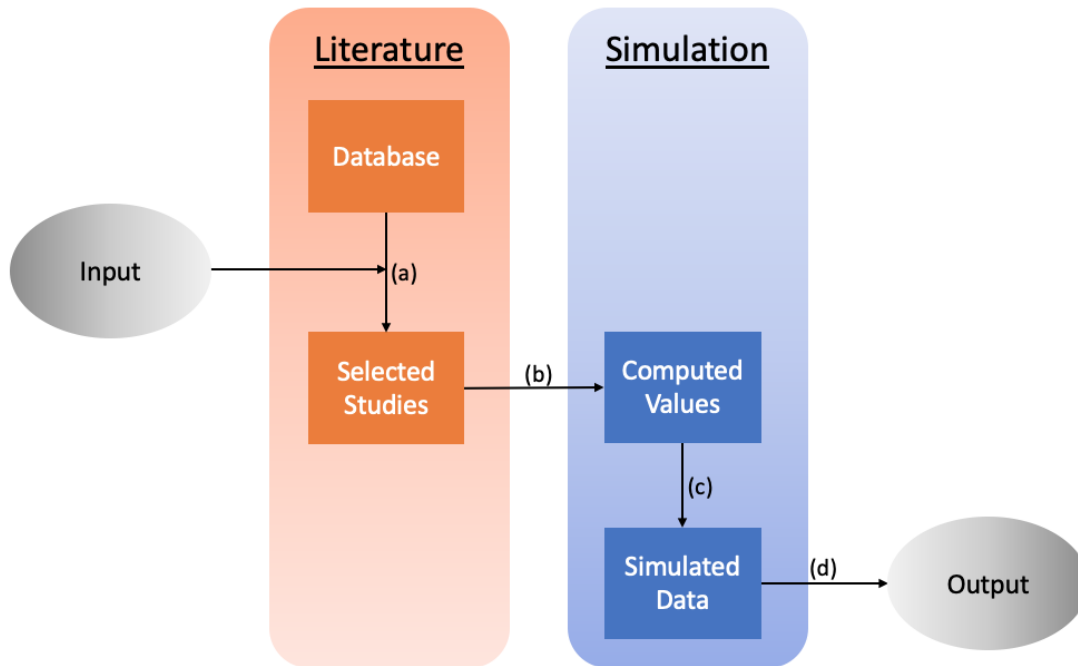 Literature
Simulation
Database
Input
(a)
Selected
Studies
(b)
Computed
Values
(c)
Simulated
Data
(d)
Output